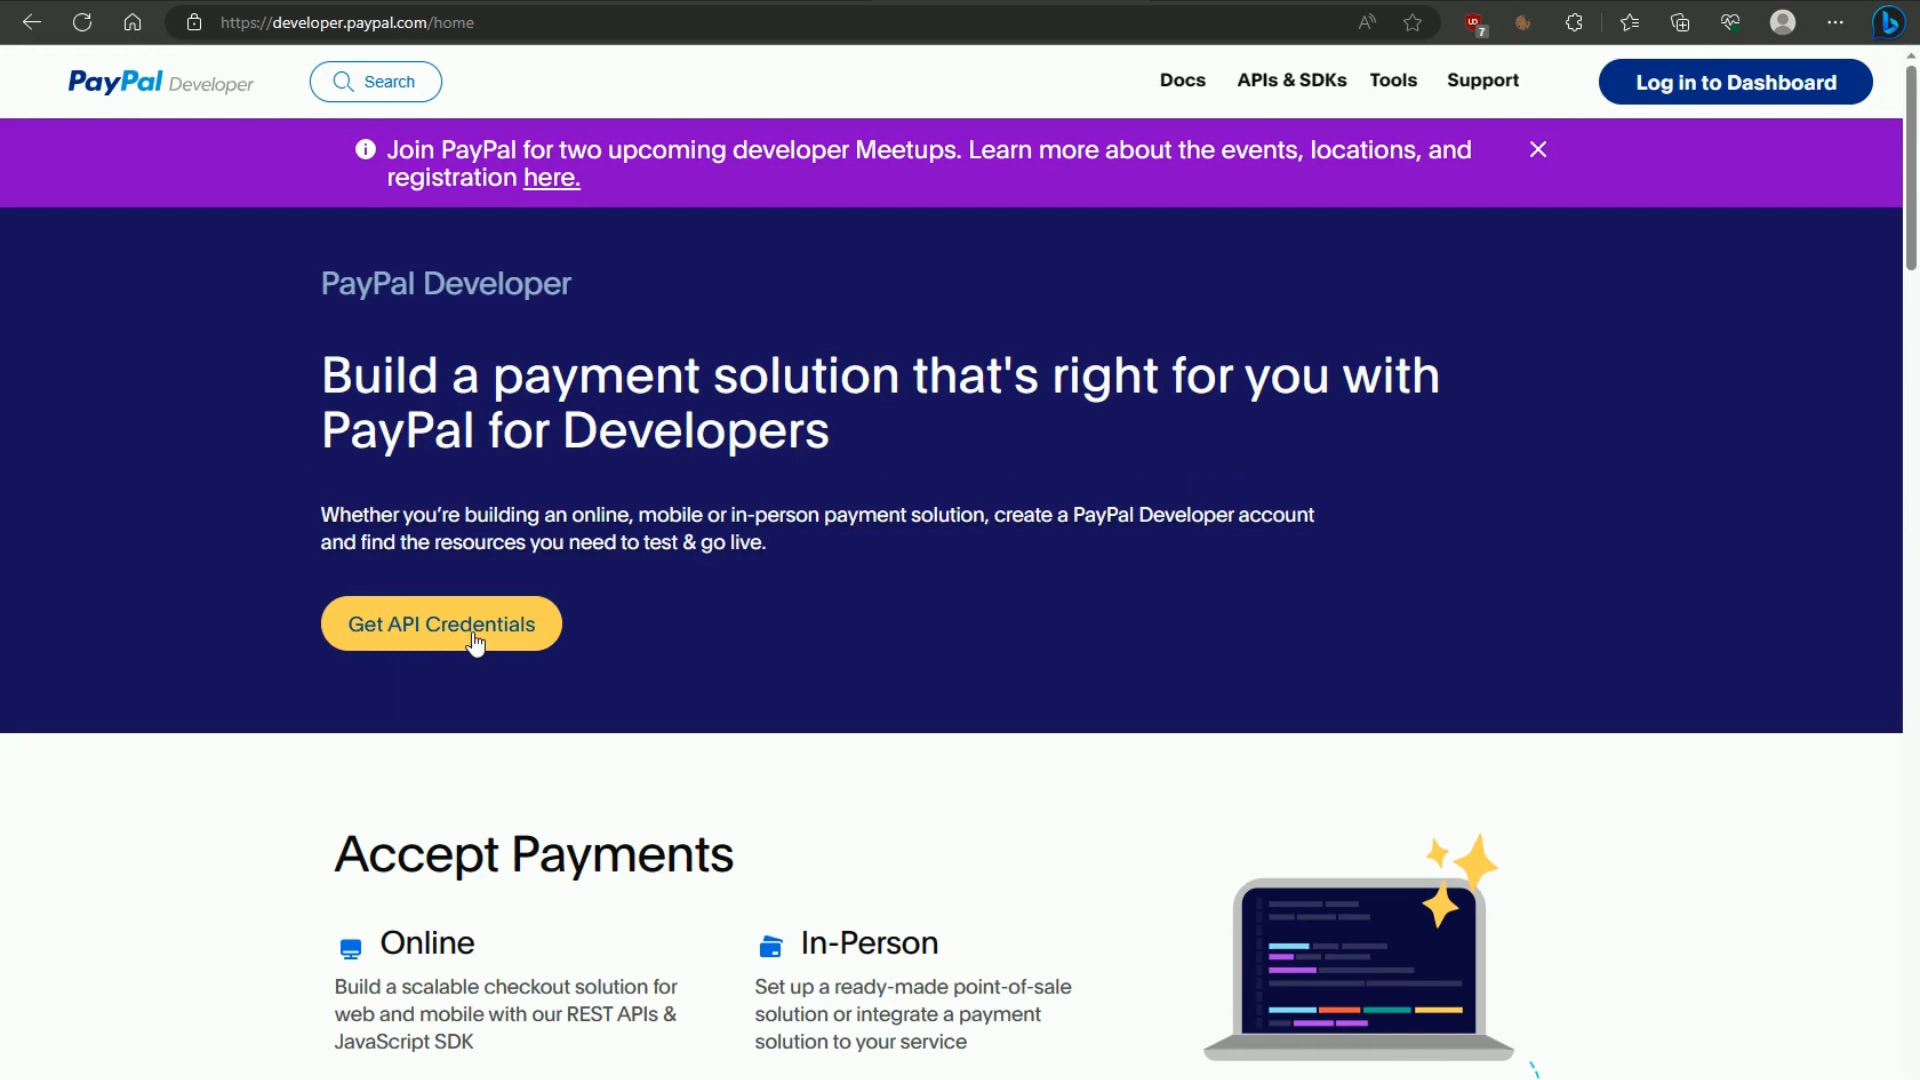 https://developer.paypal.com/home
7
PayPal Developer
Search
Docs
APIs & SDKs
Tools
Support
Log in to Dashboard
Join PayPal for two upcoming developer Meetups. Learn more about the events, locations, and
registration here.
PayPal Developer
Build a payment solution that's right for you with
PayPal for Developers
Whether you’re building an online, mobile or in-person payment solution, create a PayPal Developer account
and find the resources you need to test & go live.
Get API Credentials
Accept Payments
Online
In-Person
Build a scalable checkout solution for
web and mobile with our REST APIs &
JavaScript SDK
Set up a ready-made point-of-sale
solution or integrate a payment
solution to your service